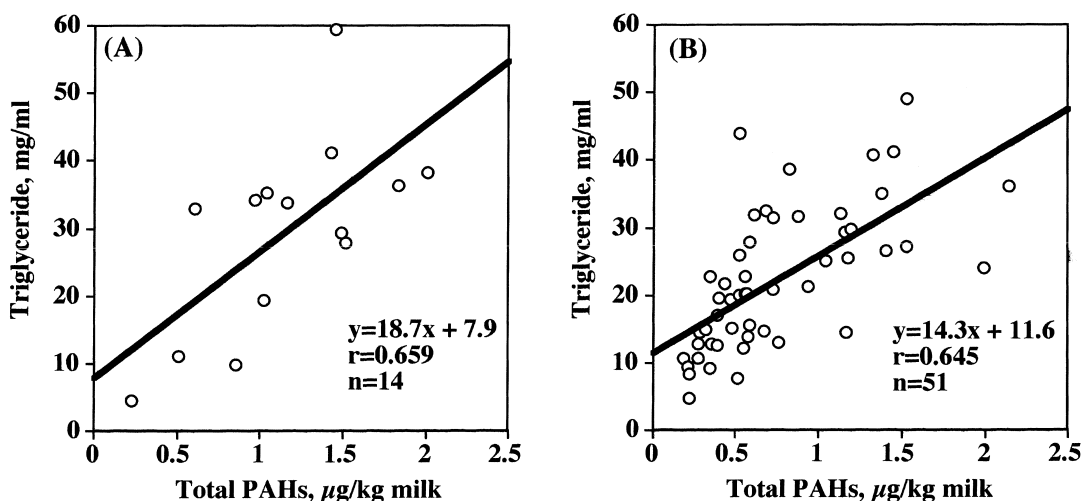 (A)
Triglyceride, mg/ml
60
50
40
30
20
10
0
y=18.7x + 7.9
r=0.659
n=14
0 0.5 1 1.5 2 2.5
Total PAHs, µg/kg milk
(B)
Triglyceride, mg/ml
60
50
40
30
20
10
0
y=14.3x + 11.6
r=0.645
n=51
0 0.5 1 1.5 2 2.5
Total PAHs, µg/kg milk